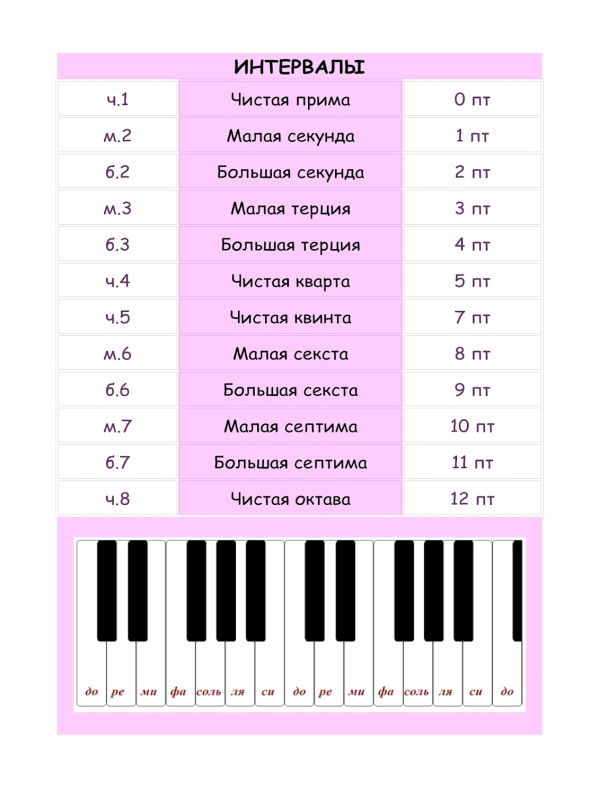 ИНТЕРВАЛЫ
ч.1 Чистая прима 0 пт
м.2 Малая секунда 1 пт
б.2 Большая секунда 2 пт
м.3 Малая терция 3 пт
б.3 Большая терция 4 пт
ч.4 Чистая кварта 5 пт
ч.5 Чистая квинта 7 пт
м.6 Малая секста 8 пт
б.6 Большая секста 9 пт
м.7 Малая септима 10 пт
б.7 Большая септима 11 пт
ч.8 Чистая октава 12 пт
до ре ми фа соль ля си до ре ми фа соль ля си до